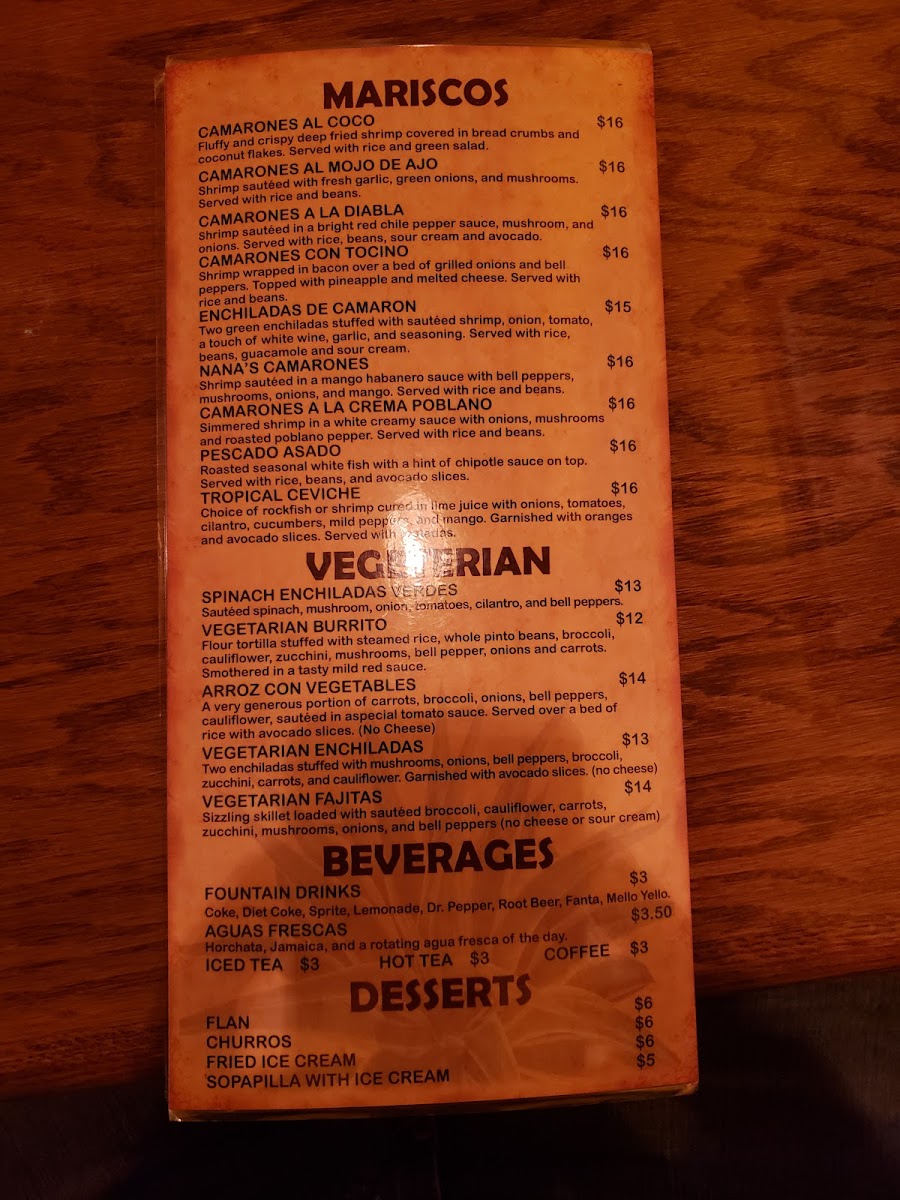 MARISCOS
CAMARONES AL COCO $16
Fluffy and crispy deep fried shrimp covered in bread crumbs and
coconut flakes. Served with rice and green salad.
CAMARONES AL MOJO DE AJO $16
Shrimp sautéed with fresh garlic, green onions, and mushrooms.
Served with rice and beans.
CAMARONES A LA DIABLA $16
Shrimp sautéed in a bright red chile pepper sauce, mushroom, and
onions. Served with rice, beans, sour cream and avocado.
CAMARONES CON TOCINO $16
Shrimp wrapped in bacon over a bed of grilled onions and bell
peppers. Topped with pineapple and melted cheese. Served with
rice and beans.
ENCHILADAS DE CAMARON $15
Two green enchiladas stuffed with sautéed shrimp, onion, tomato,
a touch of white wine, garlic, and seasoning. Served with rice,
beans, guacamole and sour cream.
NANA'S CAMARONES $16
Shrimp sautéed in a mango habanero sauce with bell peppers,
mushrooms, onions, and mango. Served with rice and beans.
CAMARONES A LA CREMA POBLANO $16
Simmered shrimp in a white creamy sauce with onions, mushrooms
and roasted poblano pepper. Served with rice and beans.
PESCADO ASADO $16
Roasted seasonal white fish with a hint of chipotle sauce on top.
Served with rice, beans, and avocado slices.
TROPICAL CEVICHE $16
Choice of rockfish or shrimp cured in lime juice with onions, tomatoes,
cilantro, cucumbers, mild peppers, and mango. Garnished with oranges
and avocado slices. Served with
VEGETERIAN
SPINACH ENCHILADAS VERDES $13
Sautéed spinach, mushroom, onion, tomatoes, cilantro, and bell peppers.
VEGETARIAN BURRITO $12
Flour tortilla stuffed with steamed rice, whole pinto beans, broccoli,
cauliflower, zucchini, mushrooms, bell pepper, onions and carrots.
Smothered in a tasty mild red sauce.
ARROZ CON VEGETABLES $14
A very generous portion of carrots, broccoli, onions, bell peppers,
cauliflower, sautéed in aspecial tomato sauce. Served over a bed of
rice with avocado slices. (No Cheese)
VEGETARIAN ENCHILADAS $13
Two enchiladas stuffed with mushrooms, onions, bell peppers, broccoli,
zucchini, carrots, and cauliflower. Garnished with avocado slices. (no cheese)
VEGETARIAN FAJITAS $14
Sizzling skillet loaded with sautéed broccoli, cauliflower, carrots,
zucchini, mushrooms, onions, and bell peppers (no cheese or sour cream)
BEVERAGES
FOUNTAIN DRINKS $3
Coke, Diet Coke, Sprite, Lemonade, Dr. Pepper, Root Beer, Fanta, Mello Yello.
AGUAS FRESCAS $3.50
Horchata, Jamaica, and a rotating agua fresca of the day.
ICED TEA $3 HOT TEA $3 COFFEE $3
DESSERTS
FLAN $6
CHURROS $6
FRIED ICE CREAM $6
SOPAPILLA WITH ICE CREAM $5